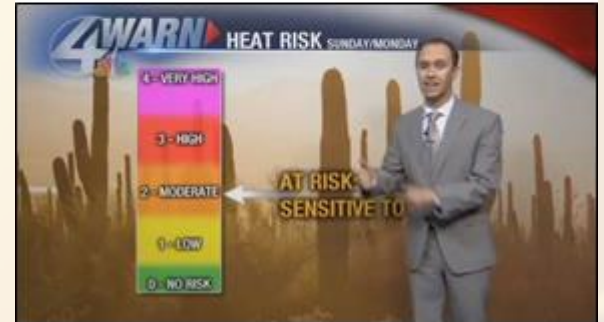 4WARN
HEAT RISK SUNDAY/MONDAY
4 - VERY HIGH
3 - HIGH
2 - MODERATE
AT RISK-
SENSITIVE TO
1 - LOW
0 - NO RISK